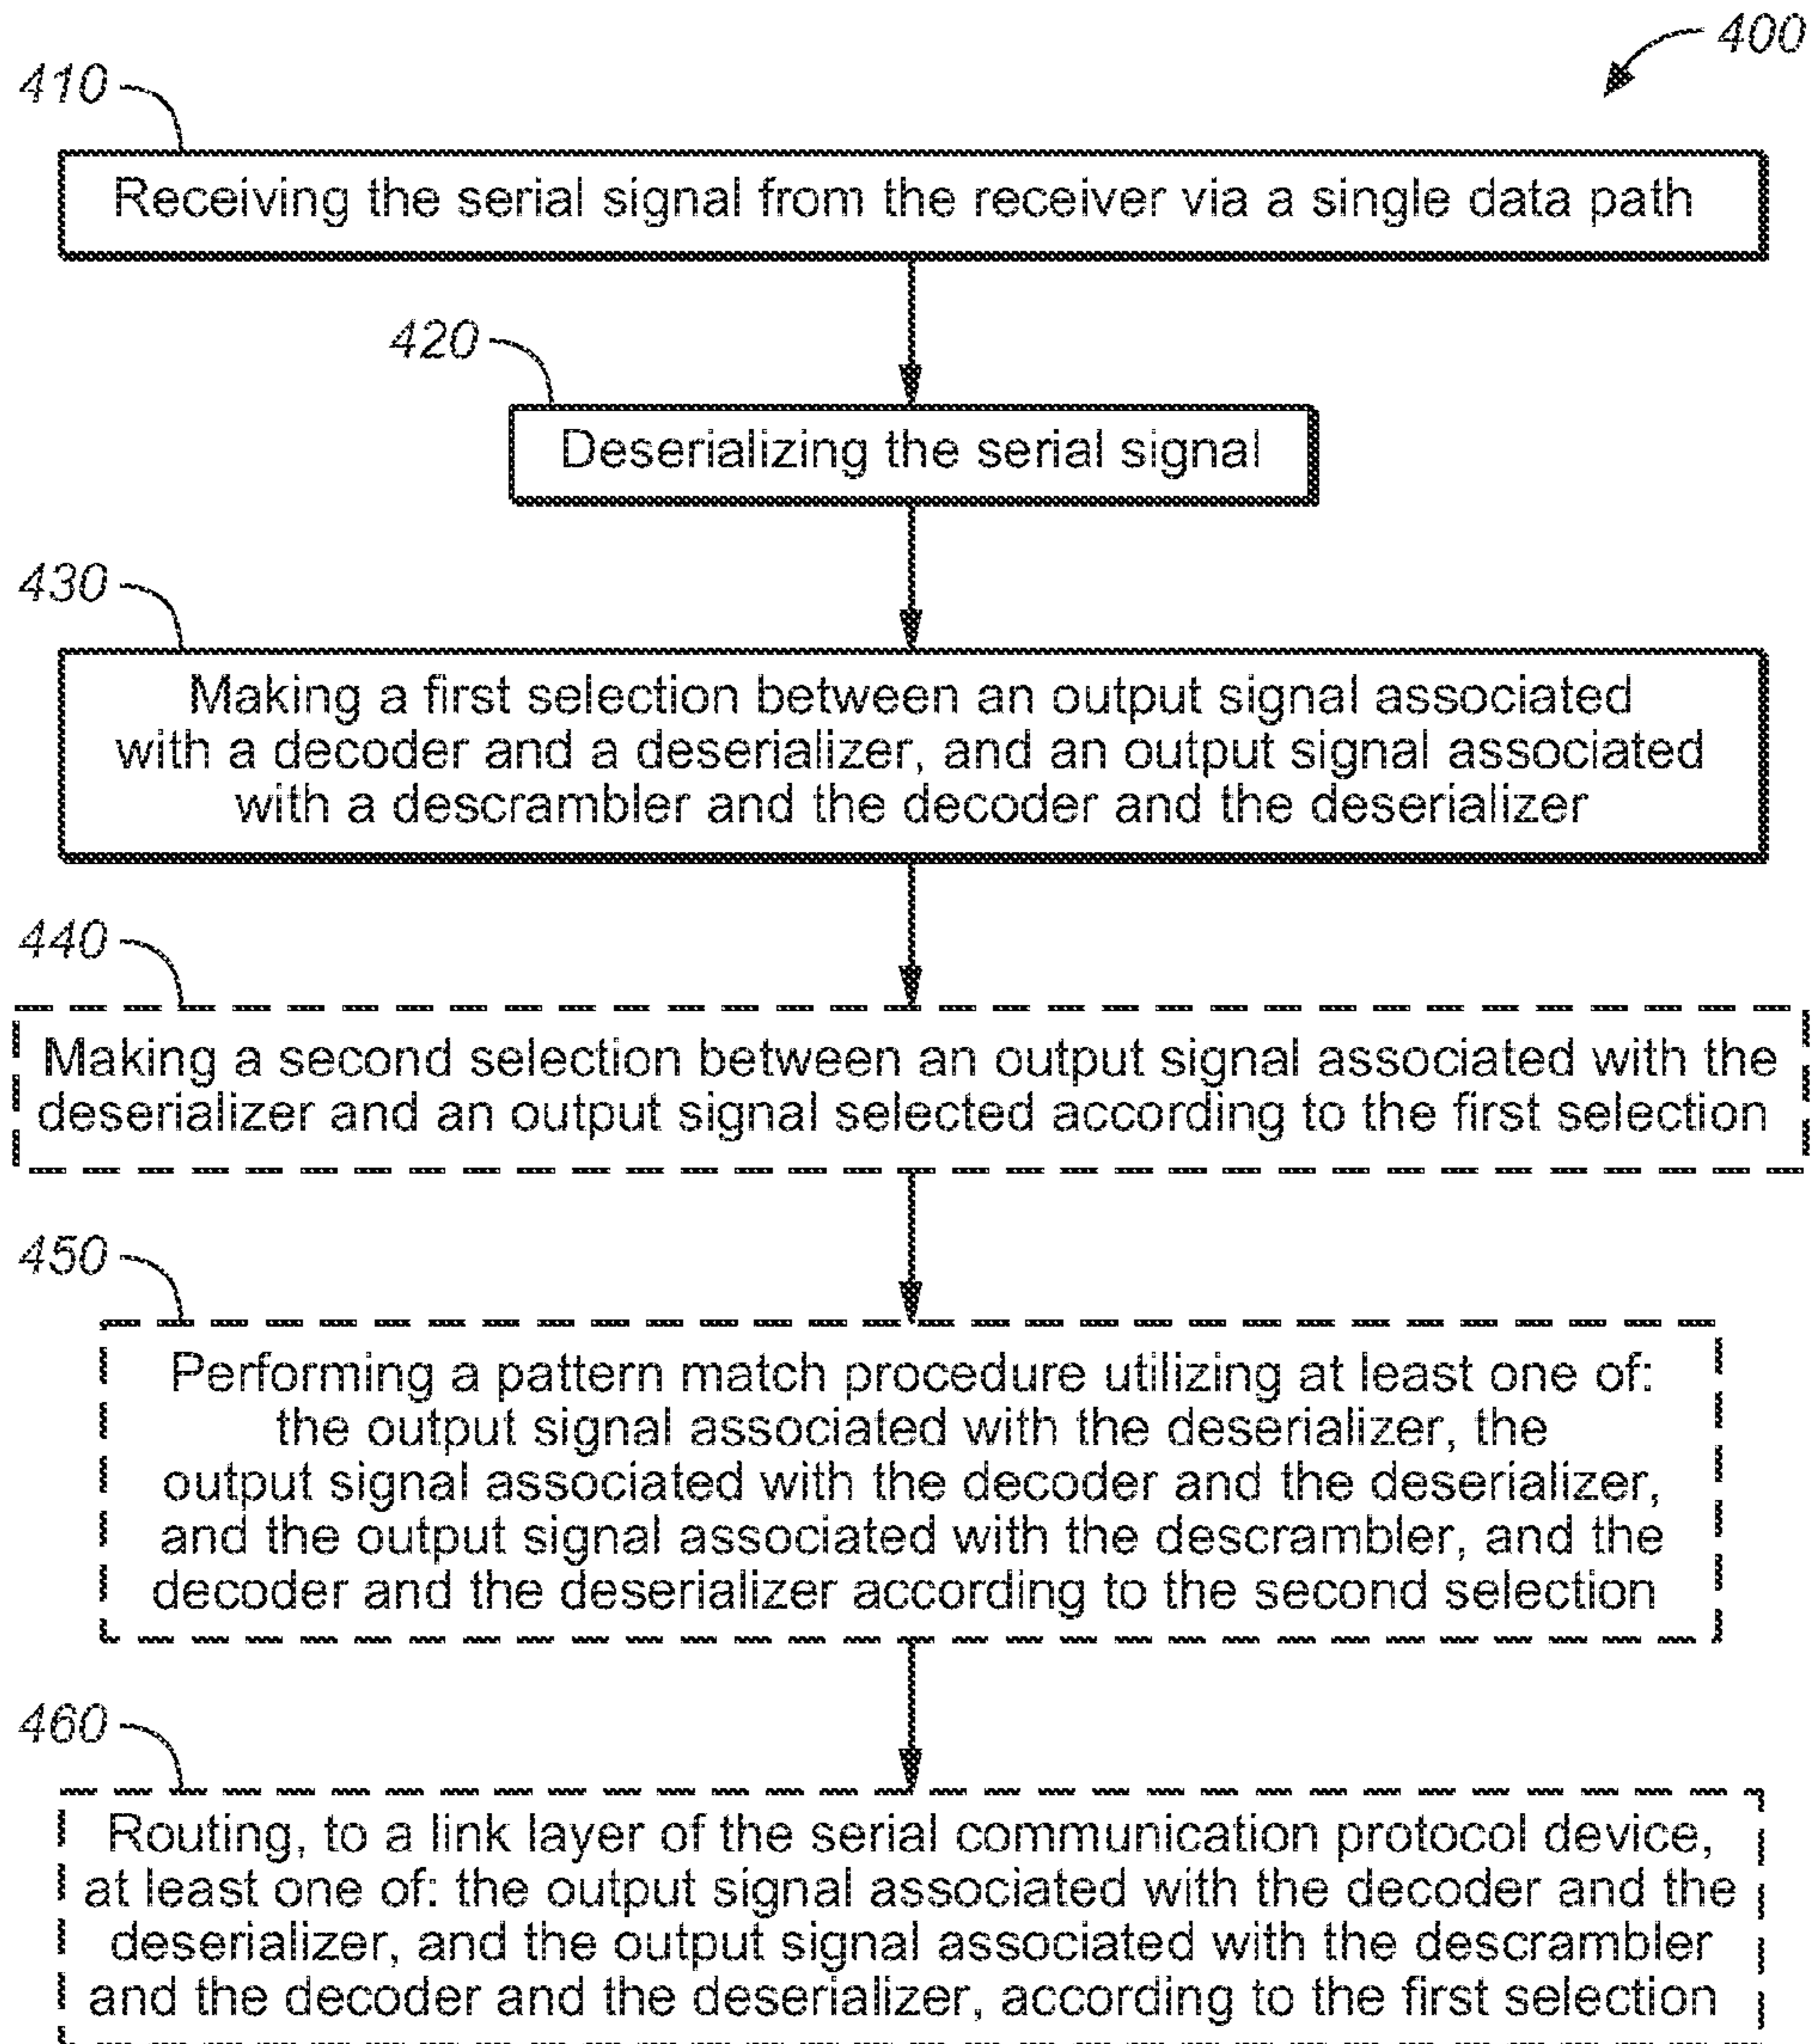 400
410
Receiving the serial signal from the receiver via a single data path
420
Deserializing the serial signal
430
Making a first selection between an output signal associated
with a decoder and a deserializer, and an output signal associated
with a descrambler and the decoder and the deserializer
440
Making a second selection between an output signal associated with the
deserializer and an output signal selected according to the first selection
450
Performing a pattern match procedure utilizing at least one of:
the output signal associated with the deserializer, the
output signal associated with the decoder and the deserializer,
and the output signal associated with the descrambler, and the
decoder and the deserializer according to the second selection
460
Routing, to a link layer of the serial communication protocol device,
at least one of: the output signal associated with the decoder and the
deserializer, and the output signal associated with the descrambler
and the decoder and the deserializer, according to the first selection